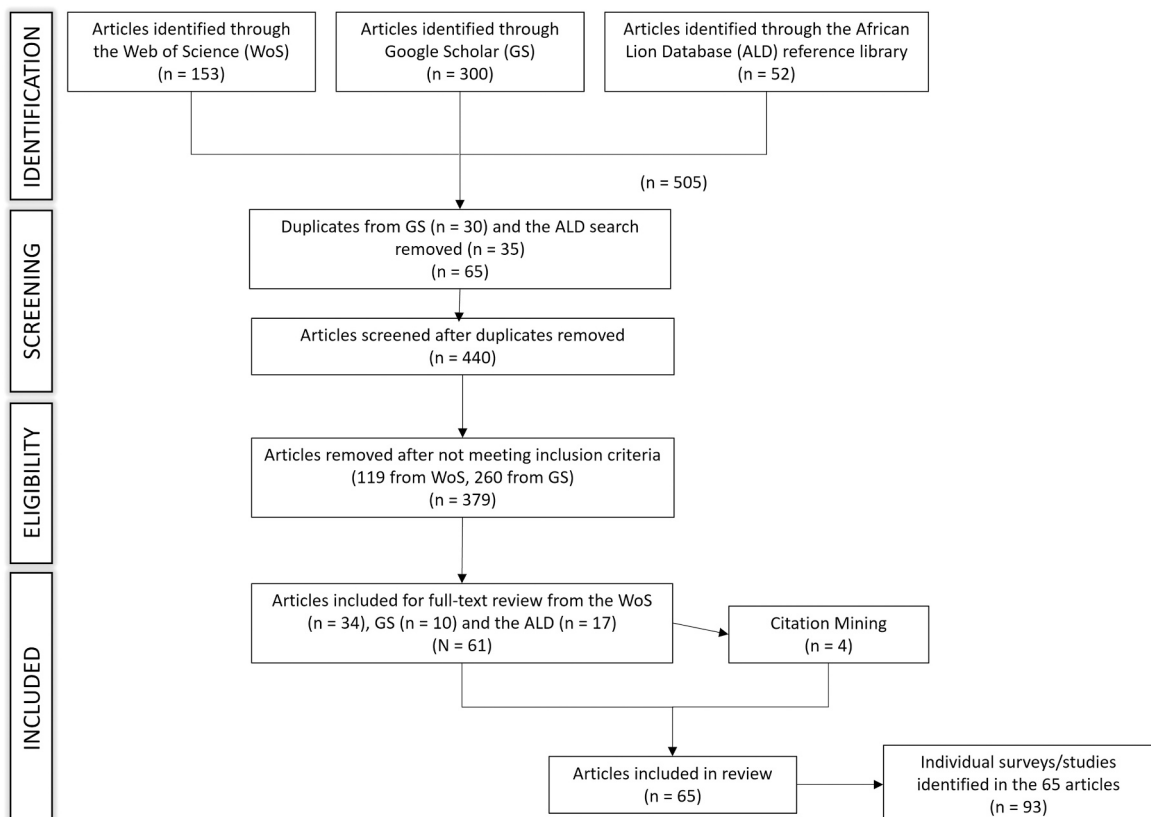 IDENTIFICATION
Articles identified through
the Web of Science (WoS)
(n = 153)
Articles identified through
Google Scholar (GS)
(n = 300)
Articles identified through the African
Lion Database (ALD) reference library
(n = 52)
(n = 505)
SCREENING
Duplicates from GS (n = 30) and the ALD search
removed (n = 35)
(n = 65)
Articles screened after duplicates removed
(n = 440)
ELIGIBILITY
Articles removed after not meeting inclusion criteria
(119 from WoS, 260 from GS)
(n = 379)
INCLUDED
Articles included for full-text review from the WoS
(n = 34), GS (n = 10) and the ALD (n = 17)
(N = 61)
Citation Mining
(n = 4)
Articles included in review
(n = 65)
Individual surveys/studies
identified in the 65 articles
(n = 93)